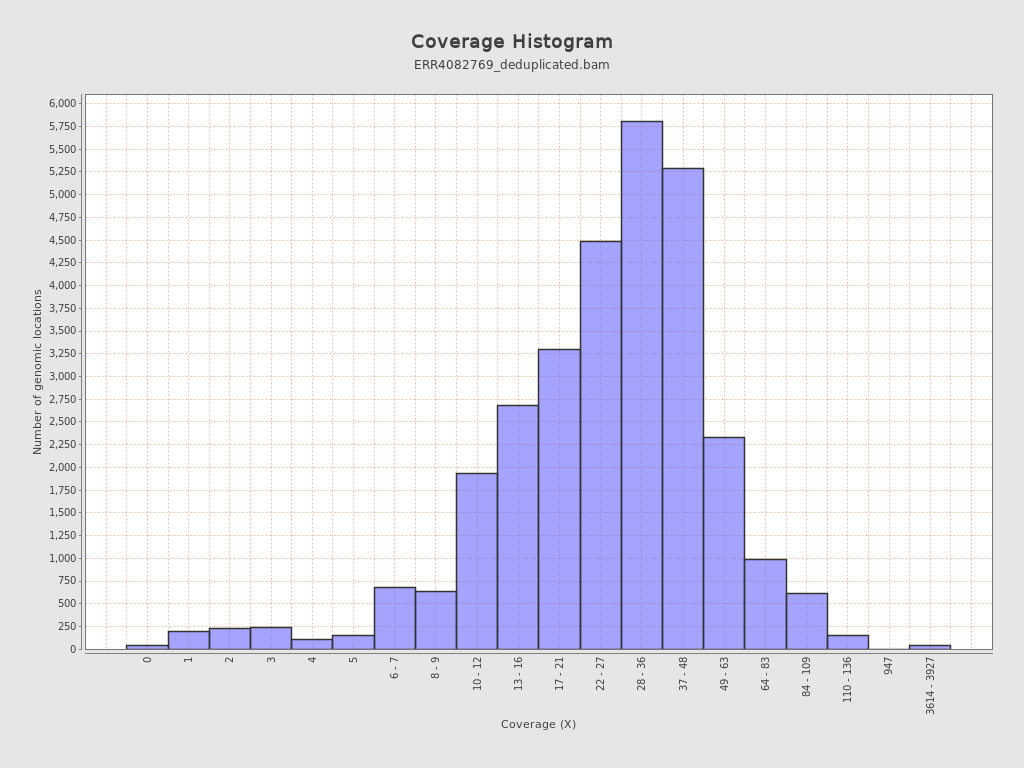 Coverage Histogram
ERR4082769_deduplicated.bam
Number of genomic locations
6,000
5,750
5,500
5,250
5,000
4,750
4,500
4,250
4,000
3,750
3,500
3,250
3,000
2,750
2,500
2,250
2,000
1,750
1,500
1,250
1,000
750
500
250
0
0
1
2
3
4
5
6 - 7
8 - 9
10 - 12
13 - 16
17 - 21
22 - 27
28 - 36
37 - 48
49 - 63
64 - 83
84 - 109
110 - 136
947
3614 - 3927
Coverage (X)